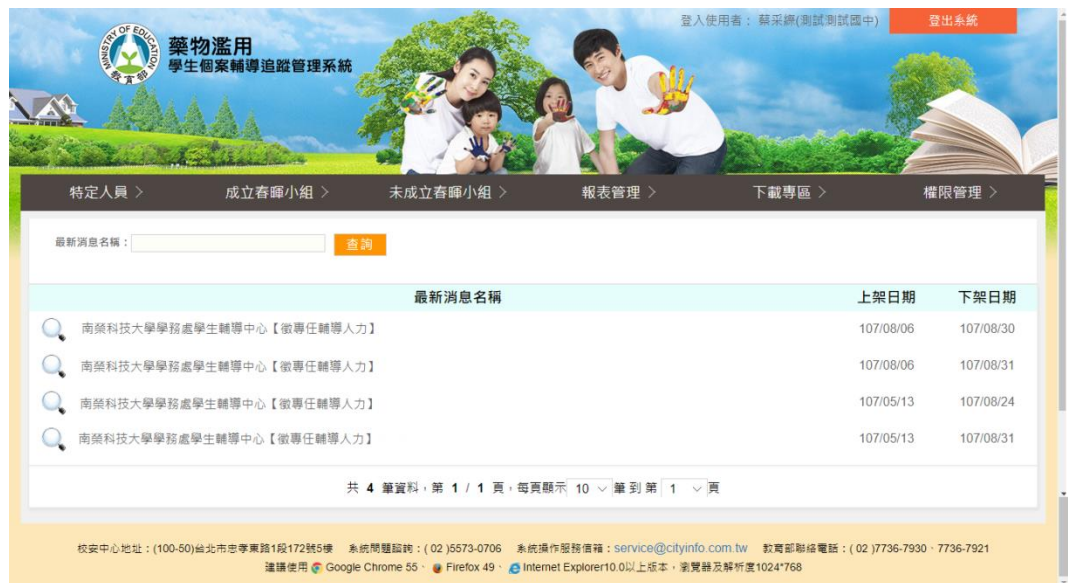 登入使用者： 蔡采嬪(測試測試國中)
登出系統
MINISTRY OF EDUCATION
教育部
藥物濫用
學生個案輔導追蹤管理系統
特定人員 > 成立春暉小組 > 未成立春暉小組 > 報表管理 > 下載專區 > 權限管理 >
最新消息名稱： 查詢
最新消息名稱 上架日期 下架日期
南榮科技大學學務處學生輔導中心【徵專任輔導人力】 107/08/06 107/08/30
南榮科技大學學務處學生輔導中心【徵專任輔導人力】 107/08/06 107/08/31
南榮科技大學學務處學生輔導中心【徵專任輔導人力】 107/05/13 107/08/24
南榮科技大學學務處學生輔導中心【徵專任輔導人力】 107/05/13 107/08/31
共 4 筆資料，第 1 / 1 頁，每頁顯示 10 筆 到 第 1 頁
校安中心地址：(100-50)台北市忠孝東路1段172號5樓 系統問題諮詢：( 02 )5573-0706 系統操作服務信箱：service@cityinfo.com.tw 教育部聯絡電話：( 02 )7736-7930、7736-7921
建議使用 Google Chrome 55、 Firefox 49、 Internet Explorer10.0以上版本，瀏覽器及解析度1024*768